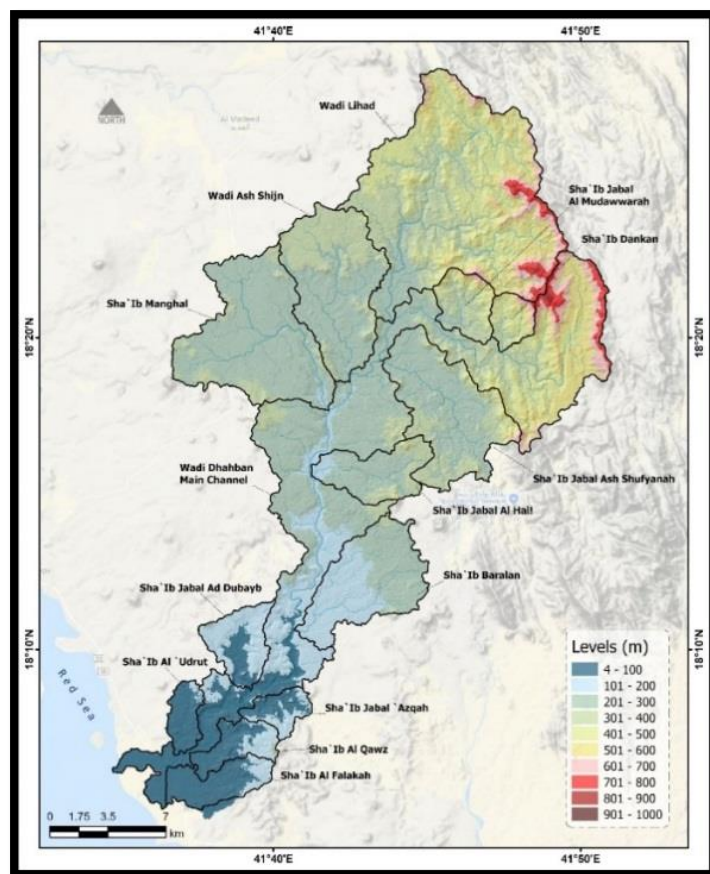 41°40'E
41°50'E
NORTH
Wadi Lihad
Sha`Ib Jabal
Al Mudawwarah
Wadi Ash Shijn
Sha`Ib Dankan
Sha`Ib Manghal
18°20'N
18°20'N
Wadi Dhahban
Main Channel
Sha`Ib Jabal Ash Shufyanah
Sha`Ib Jabal Al Hail
Sha`Ib Baralan
Sha`Ib Jabal Ad Dubayb
18°10'N
18°10'N
Sha`Ib Al `Udrut
Red Sea
Sha`Ib Jabal `Azqah
Sha`Ib Al Qawz
Sha`Ib Al Falakah
Levels (m)
4 - 100
101 - 200
201 - 300
301 - 400
401 - 500
501 - 600
601 - 700
701 - 800
801 - 900
901 - 1000
0 1.75 3.5 7
km
41°40'E
41°50'E